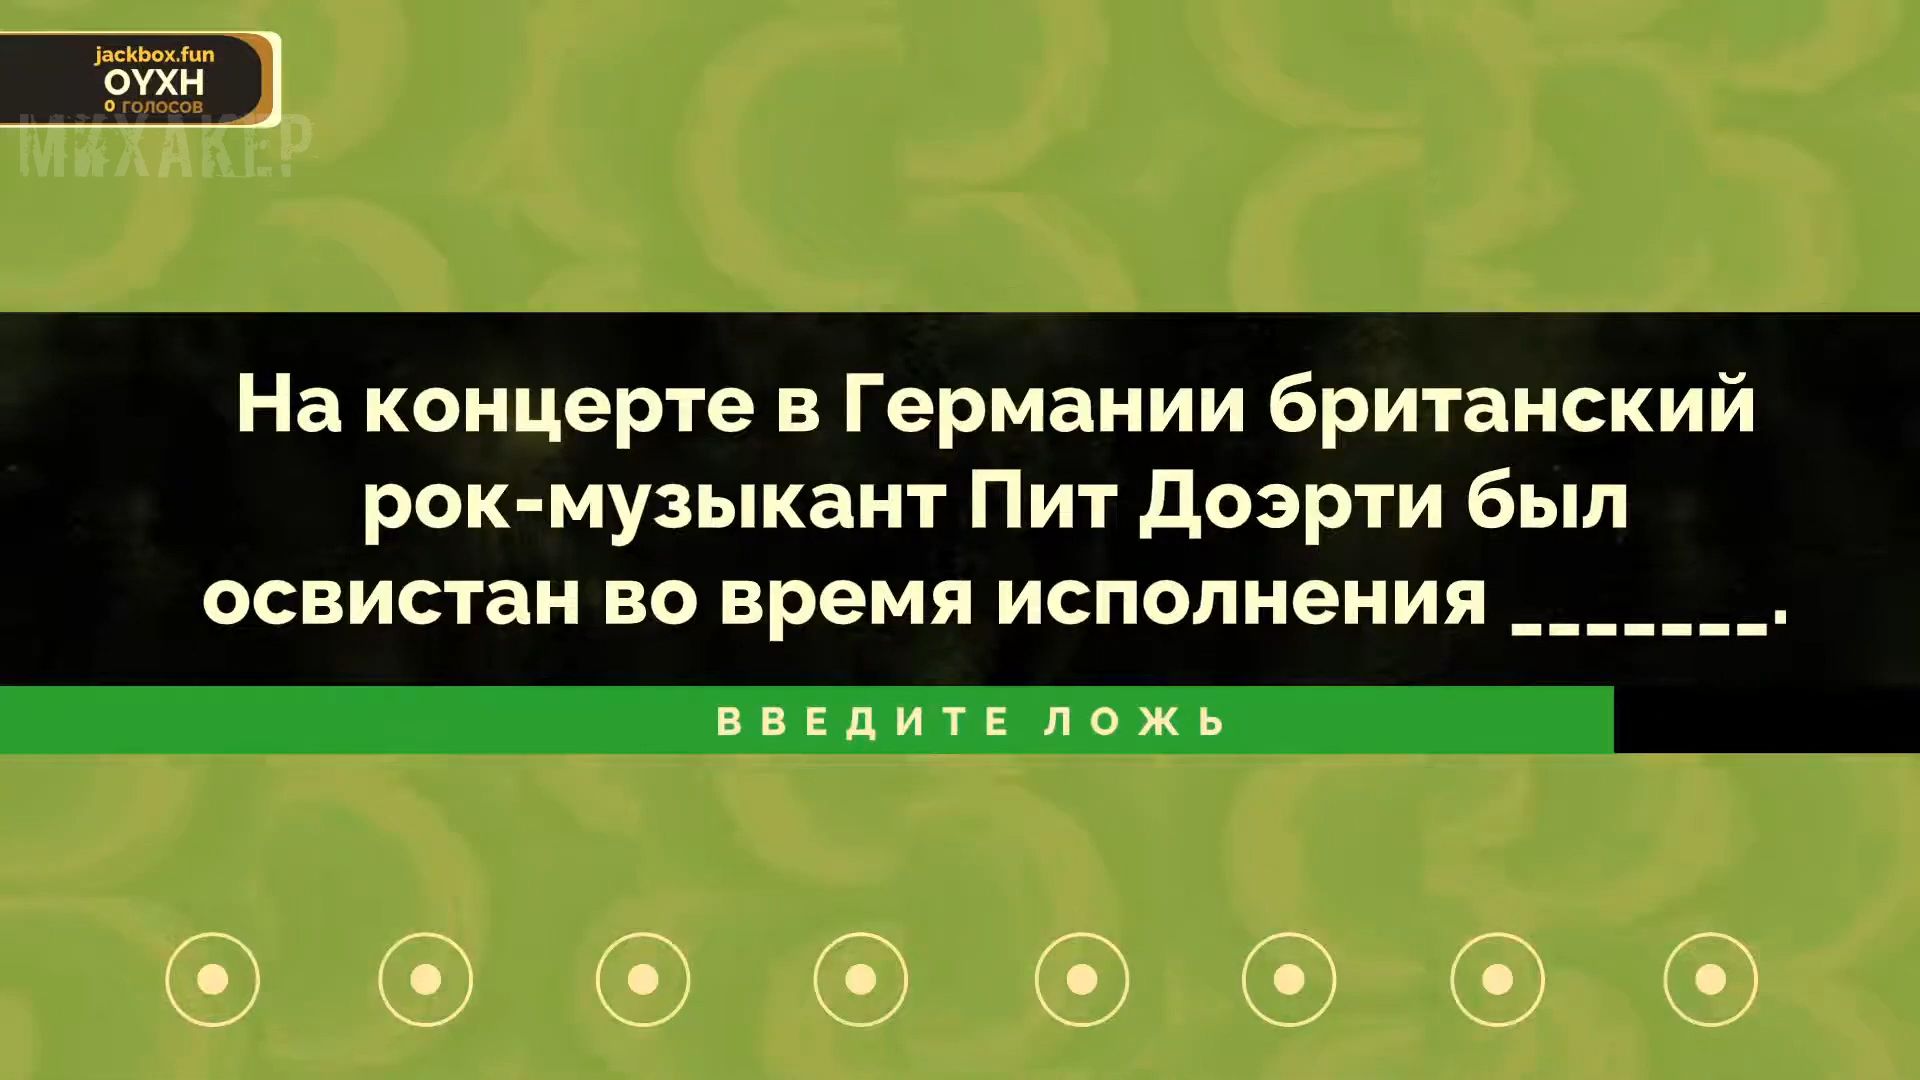 jackbox.fun
OYXH
0 голосов
МИХАКЕР
На концерте в Германии британский
рок-музыкант Пит Доэрти был
освистан во время исполнения _______.
ВВЕДИТЕ ЛОЖЬ